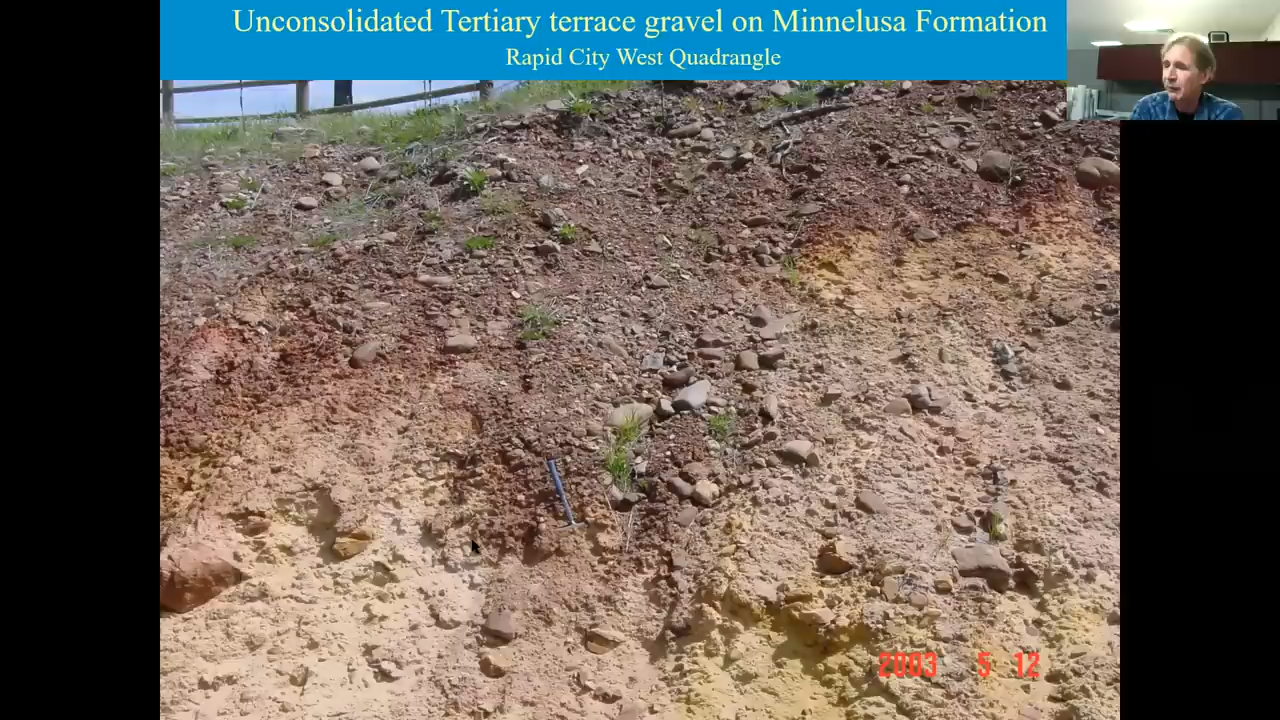 Unconsolidated Tertiary terrace gravel on Minnelusa Formation
Rapid City West Quadrangle
2003 5 12